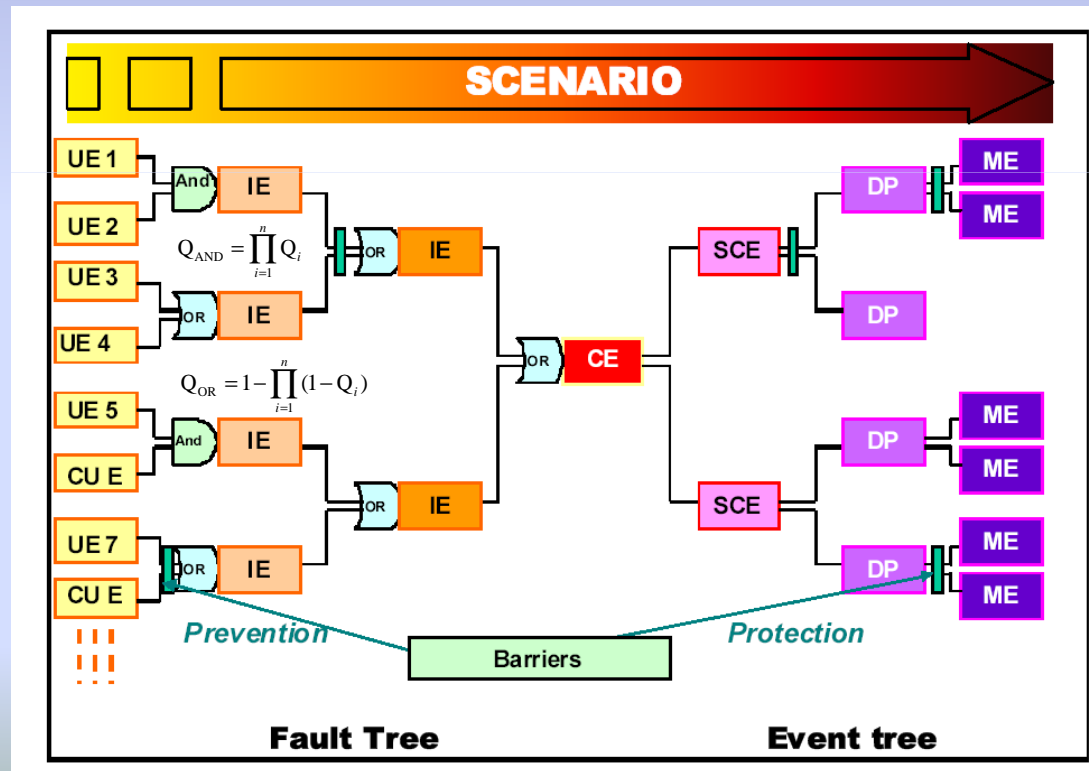 SCENARIO
UE 1
UE 2
UE 3
UE 4
UE 5
CU E
UE 7
CU E
And
IE
Q_AND = ∏_{i=1}^{n} Q_i
OR
IE
Q_OR = 1 − ∏_{i=1}^{n} (1 − Q_i)
And
IE
OR
IE
OR
IE
OR
IE
OR
CE
SCE
SCE
DP
DP
DP
DP
ME
ME
ME
ME
ME
ME
Prevention
Barriers
Protection
Fault Tree
Event tree